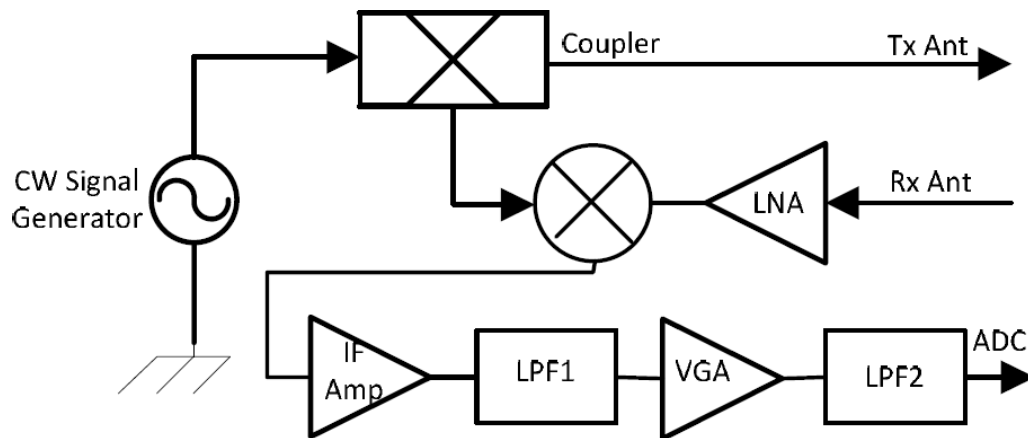 Coupler
Tx Ant
CW Signal
Generator
LNA
Rx Ant
IF
Amp
LPF1
VGA
LPF2
ADC